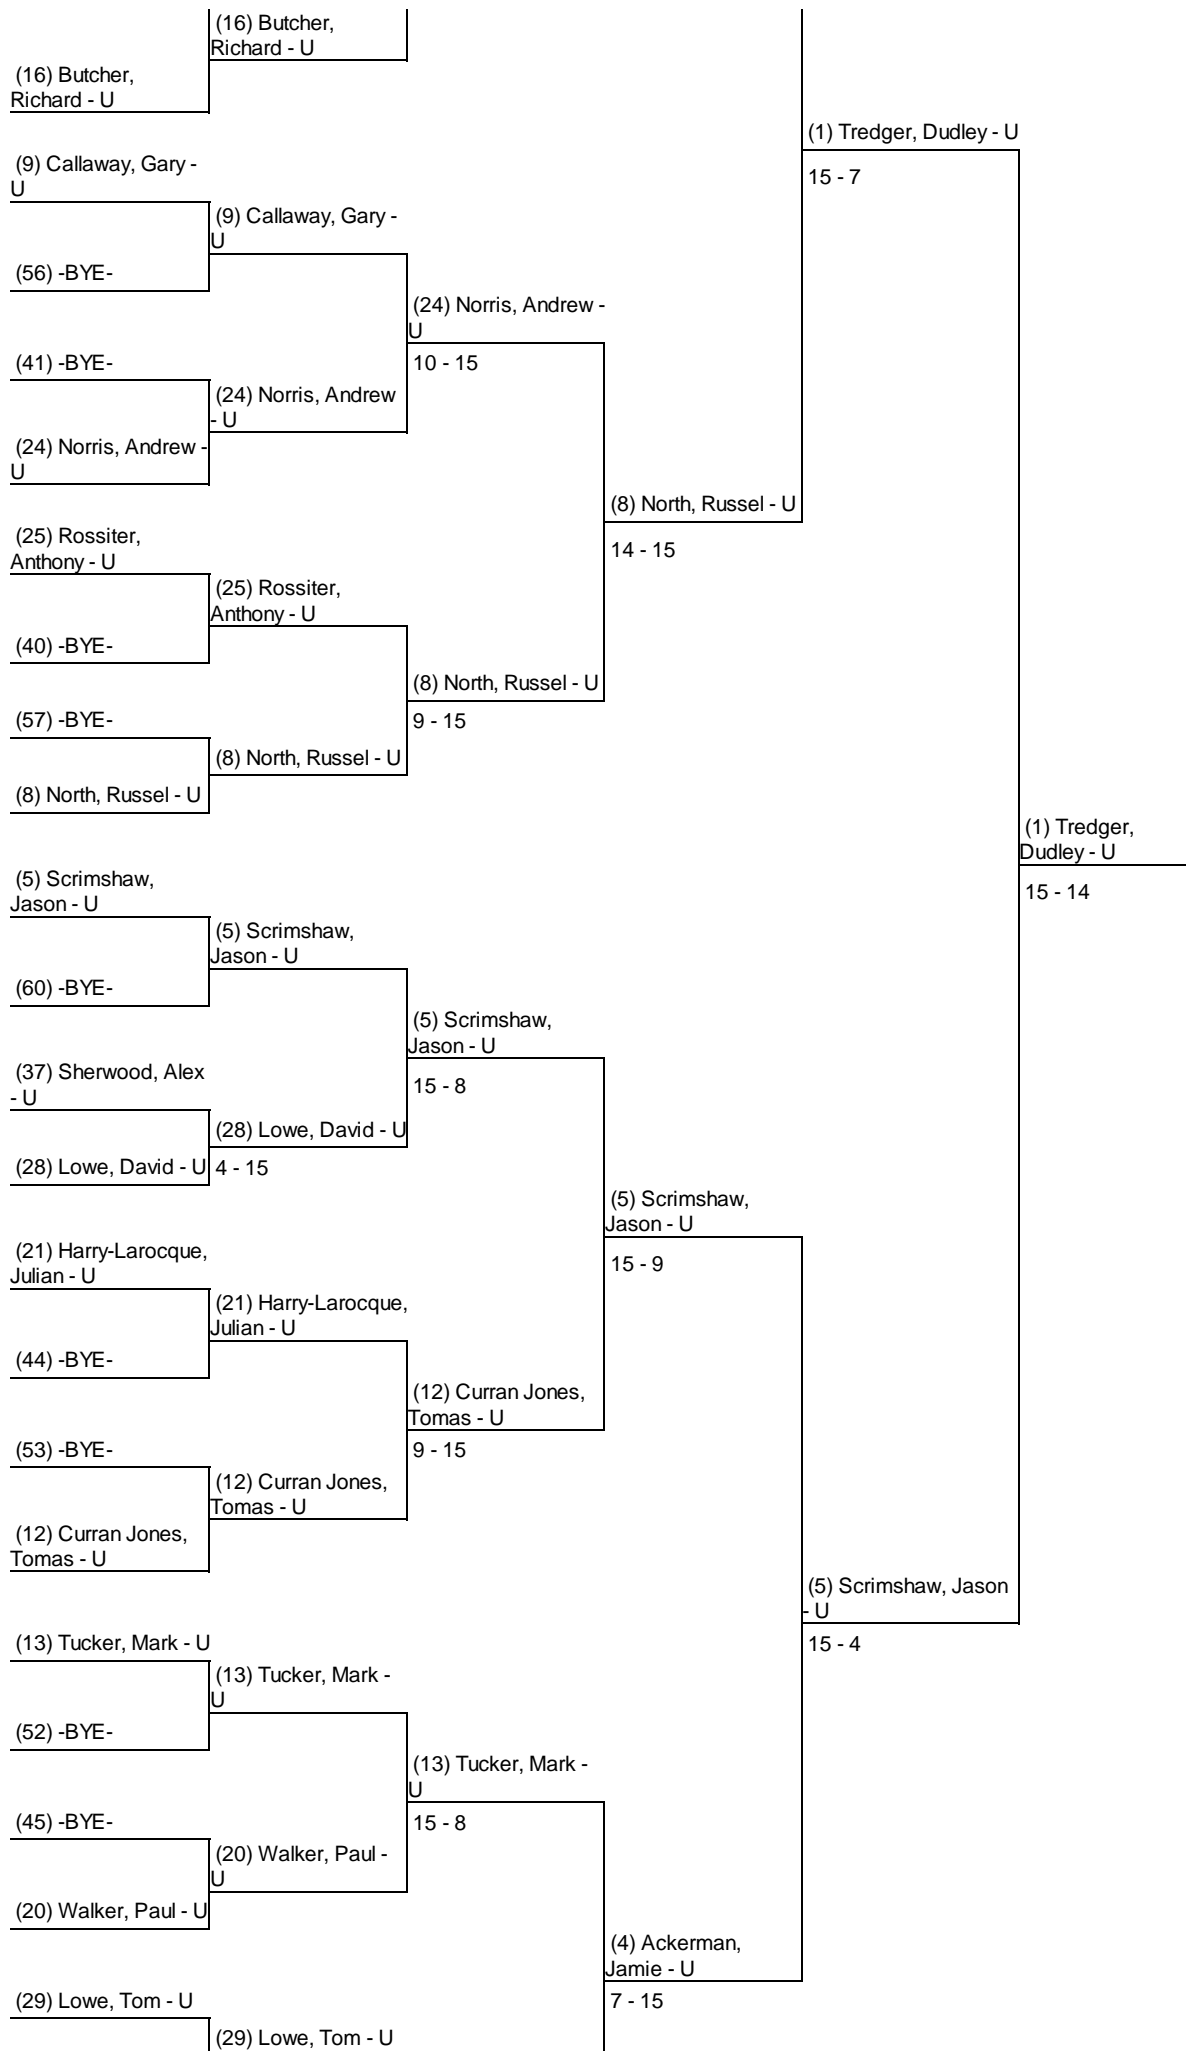 (16) Butcher,
Richard - U
(16) Butcher,
Richard - U
(1) Tredger, Dudley - U
15 - 7
(9) Callaway, Gary -
U
(9) Callaway, Gary -
U
(56) -BYE-
(24) Norris, Andrew -
U
10 - 15
(41) -BYE-
(24) Norris, Andrew
- U
(24) Norris, Andrew -
U
(8) North, Russel - U
14 - 15
(25) Rossiter,
Anthony - U
(25) Rossiter,
Anthony - U
(40) -BYE-
(8) North, Russel - U
9 - 15
(57) -BYE-
(8) North, Russel - U
(8) North, Russel - U
(1) Tredger,
Dudley - U
15 - 14
(5) Scrimshaw,
Jason - U
(5) Scrimshaw,
Jason - U
(60) -BYE-
(5) Scrimshaw,
Jason - U
15 - 8
(37) Sherwood, Alex
- U
(28) Lowe, David - U
(28) Lowe, David - U
4 - 15
(5) Scrimshaw,
Jason - U
15 - 9
(21) Harry-Larocque,
Julian - U
(21) Harry-Larocque,
Julian - U
(44) -BYE-
(12) Curran Jones,
Tomas - U
9 - 15
(53) -BYE-
(12) Curran Jones,
Tomas - U
(12) Curran Jones,
Tomas - U
(5) Scrimshaw, Jason
- U
15 - 4
(13) Tucker, Mark - U
(13) Tucker, Mark -
U
(52) -BYE-
(13) Tucker, Mark -
U
15 - 8
(45) -BYE-
(20) Walker, Paul -
U
(20) Walker, Paul - U
(4) Ackerman,
Jamie - U
7 - 15
(29) Lowe, Tom - U
(29) Lowe, Tom - U